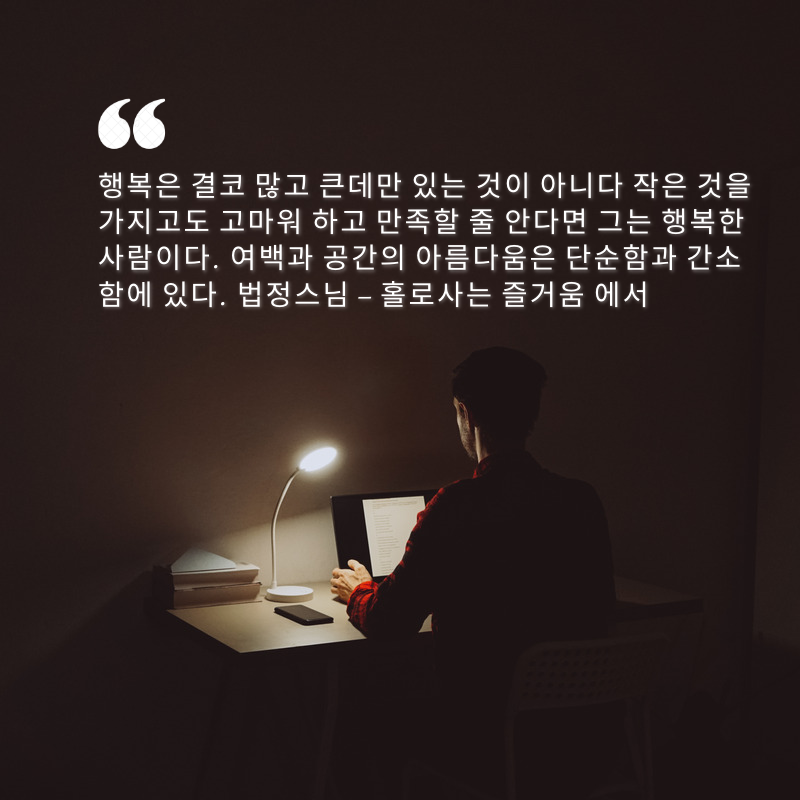 ❝
행복은 결코 많고 큰데만 있는 것이 아니다 작은 것을
가지고도 고마워 하고 만족할 줄 안다면 그는 행복한
사람이다. 여백과 공간의 아름다움은 단순함과 간소
함에 있다. 법정스님 – 홀로사는 즐거움 에서